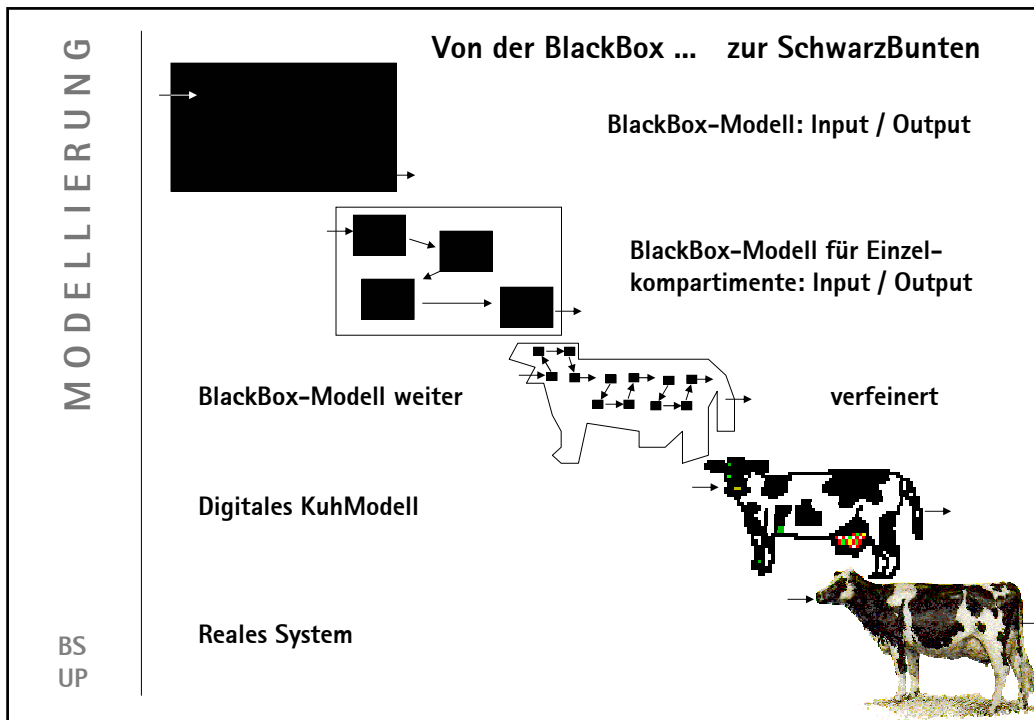 MODELLIERUNG
Von der BlackBox ... zur SchwarzBunten
BlackBox-Modell: Input / Output
BlackBox-Modell für Einzel-
kompartimente: Input / Output
BlackBox-Modell weiter verfeinert
Digitales KuhModell
Reales System
BS
UP